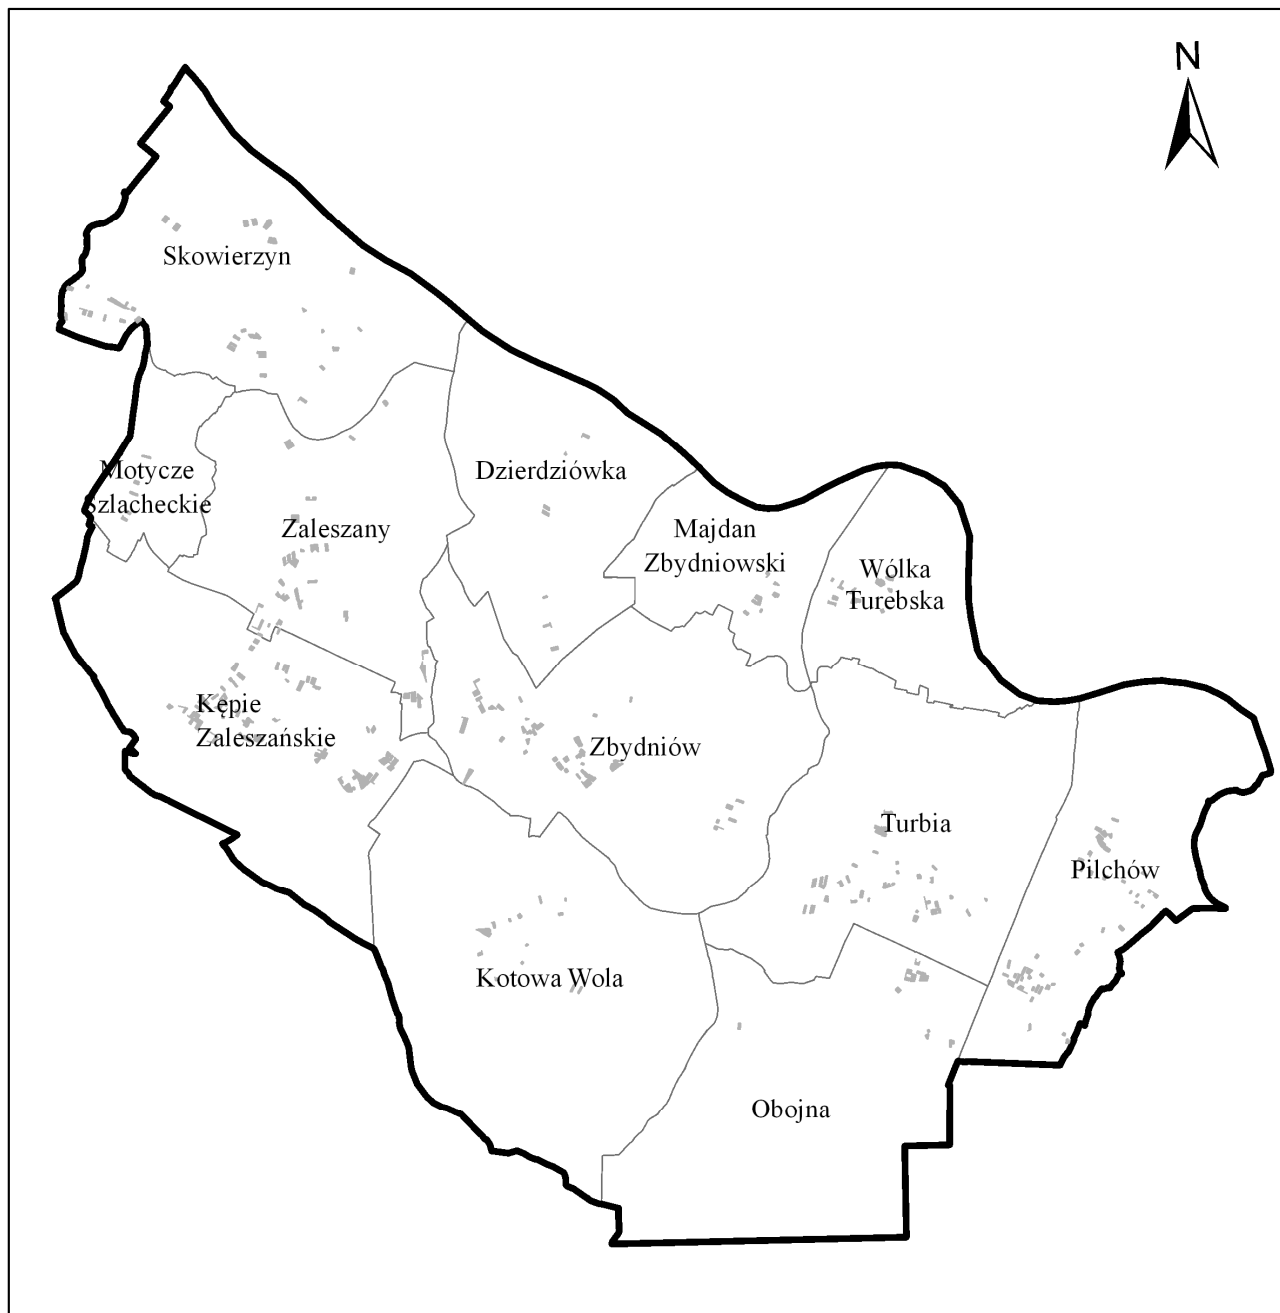 N
Skowierzyn
Motycze
Szlacheckie
Dzierdziówka
Zaleszany
Majdan
Zbydniowski
Wólka
Turebska
Kępie
Zaleszańskie
Zbydniów
Turbia
Pilchów
Kotowa Wola
Obojna